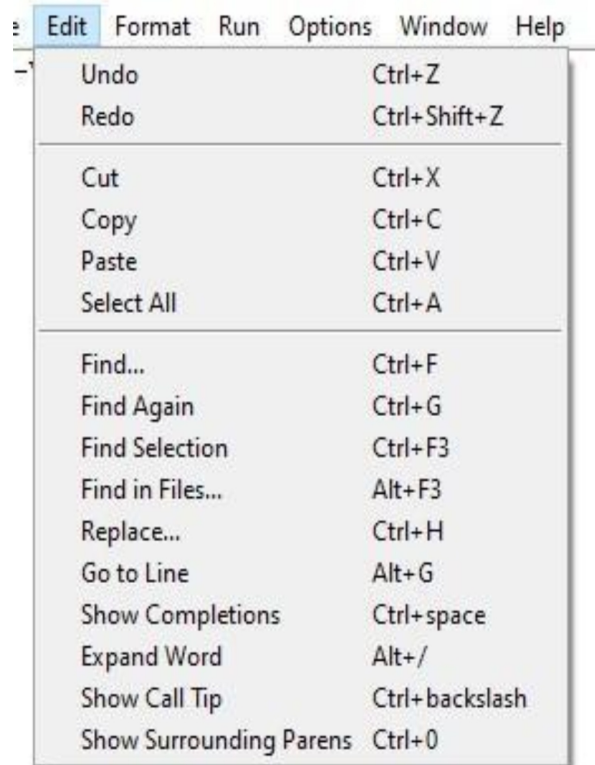 Edit Format Run Options Window Help
Undo Ctrl+Z
Redo Ctrl+Shift+Z
Cut Ctrl+X
Copy Ctrl+C
Paste Ctrl+V
Select All Ctrl+A
Find... Ctrl+F
Find Again Ctrl+G
Find Selection Ctrl+F3
Find in Files... Alt+F3
Replace... Ctrl+H
Go to Line Alt+G
Show Completions Ctrl+space
Expand Word Alt+/
Show Call Tip Ctrl+backslash
Show Surrounding Parens Ctrl+0